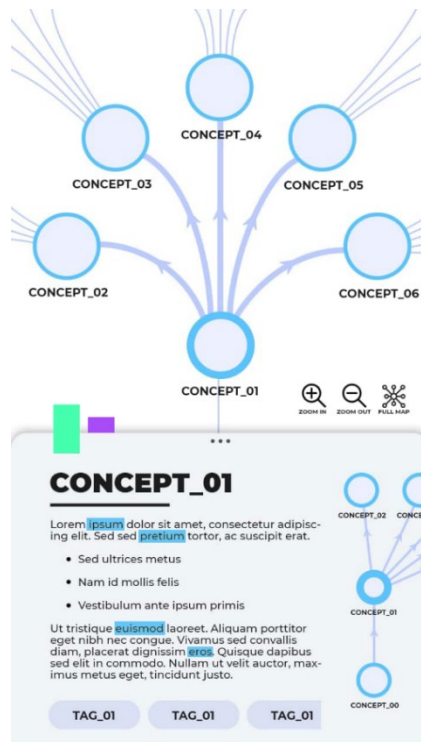 CONCEPT_04
CONCEPT_03
CONCEPT_05
CONCEPT_02
CONCEPT_06
CONCEPT_01
ZOOM IN
ZOOM OUT
FULL MAP
CONCEPT_01
Lorem ipsum dolor sit amet, consectetur adipisc-
ing elit. Sed sed pretium tortor, ac suscipit erat.
• Sed ultrices metus
• Nam id mollis felis
• Vestibulum ante ipsum primis
Ut tristique euismod laoreet. Aliquam porttitor
eget nibh nec congue. Vivamus sed convallis
diam, placerat dignissim eros. Quisque dapibus
sed elit in commodo. Nullam ut velit auctor, max-
imus metus eget, tincidunt justo.
TAG_01
TAG_01
TAG_01
CONCEPT_02
CONCE
CONCEPT_01
CONCEPT_00